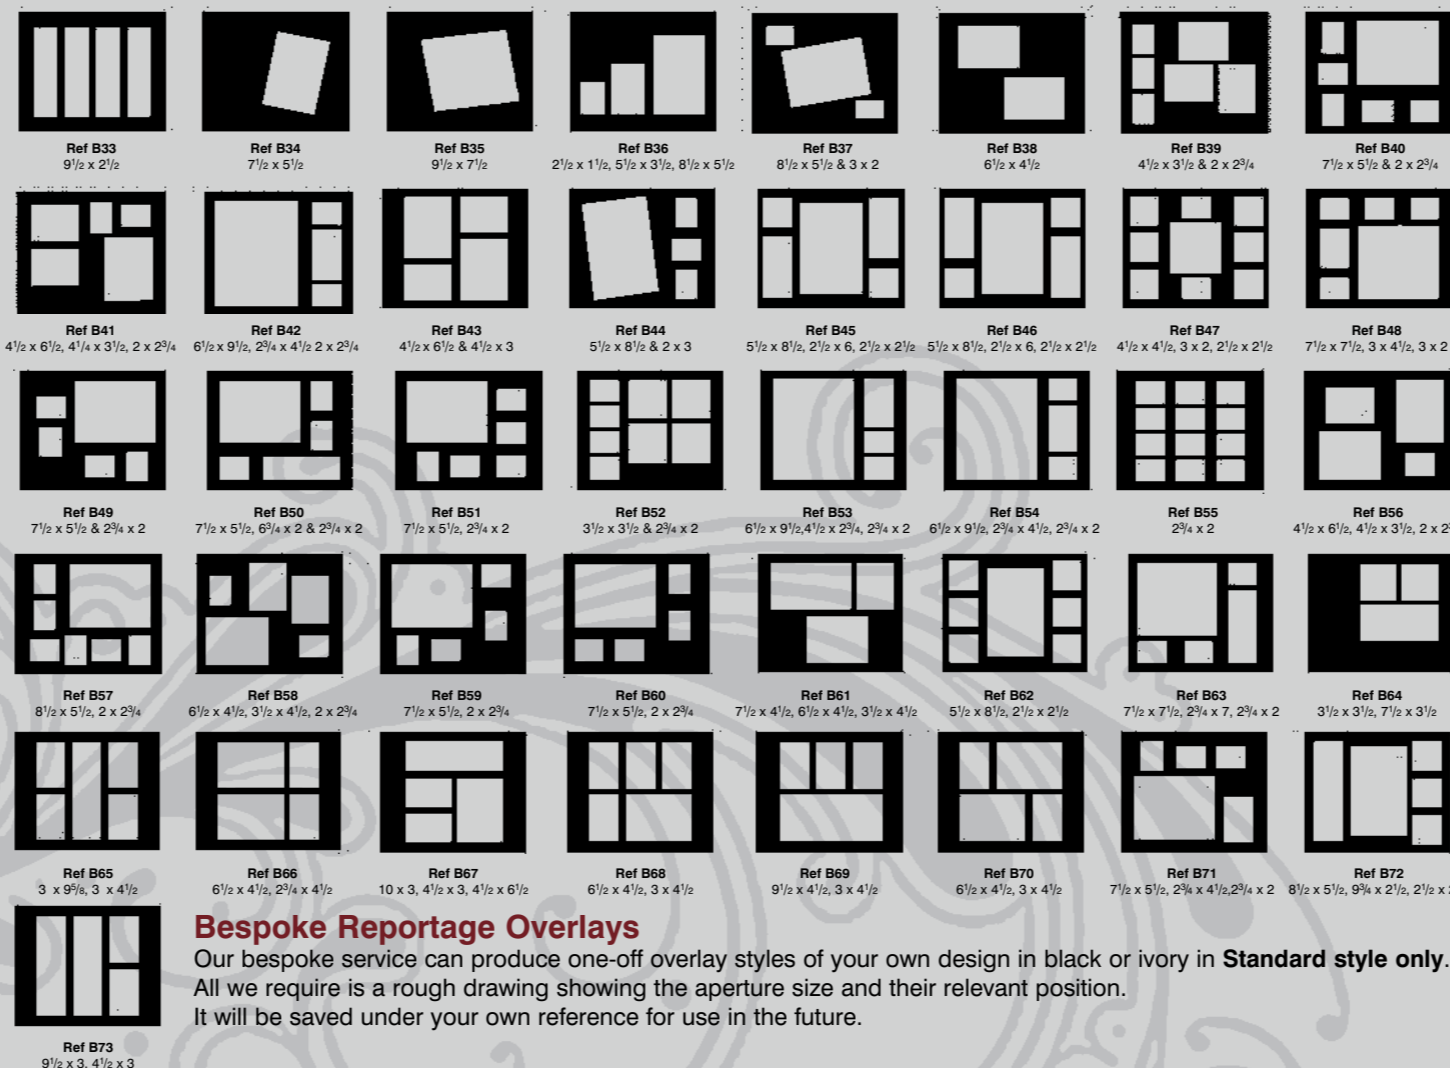 Ref B33 Ref B34 Ref B35 Ref B36 Ref B37 Ref B38 Ref B39 Ref B40
9½ x 2½ 7½ x 5½ 9½ x 7½ 2½ x 1½, 5½ x 3½, 8½ x 5½ 8½ x 5½ & 3 x 2 6½ x 4½ 4½ x 3½ & 2 x 2¾ 7½ x 5½ & 2 x 2¾
Ref B41 Ref B42 Ref B43 Ref B44 Ref B45 Ref B46 Ref B47 Ref B48
4½ x 6½, 4¼ x 3½, 2 x 2¾ 6½ x 9½, 2¾ x 4½ 2 x 2¾ 4½ x 6½ & 4½ x 3 5½ x 8½ & 2 x 3 5½ x 8½, 2½ x 6, 2½ x 2½ 5½ x 8½, 2½ x 6, 2½ x 2½ 4½ x 4½, 3 x 2, 2½ x 2½ 7½ x 7½, 3 x 4½, 3 x 2
Ref B49 Ref B50 Ref B51 Ref B52 Ref B53 Ref B54 Ref B55 Ref B56
7½ x 5½ & 2¾ x 2 7½ x 5½, 6¾ x 2 & 2¾ x 2 7½ x 5½, 2¾ x 2 3½ x 3½ & 2¾ x 2 6½ x 9½,4½ x 2¾, 2¾ x 2 6½ x 9½, 2¾ x 4½, 2¾ x 2 2¾ x 2 4½ x 6½, 4½ x 3½, 2 x
Ref B57 Ref B58 Ref B59 Ref B60 Ref B61 Ref B62 Ref B63 Ref B64
8½ x 5½, 2 x 2¾ 6½ x 4½, 3½ x 4½, 2 x 2¾ 7½ x 5½, 2 x 2¾ 7½ x 5½, 2 x 2¾ 7½ x 4½, 6½ x 4½, 3½ x 4½ 5½ x 8½, 2½ x 2½ 7½ x 7½, 2¾ x 7, 2¾ x 2 3½ x 3½, 7½ x 3½
Ref B65 Ref B66 Ref B67 Ref B68 Ref B69 Ref B70 Ref B71 Ref B72
3 x 9⅝, 3 x 4½ 6½ x 4½, 2¾ x 4½ 10 x 3, 4½ x 3, 4½ x 6½ 6½ x 4½, 3 x 4½ 9½ x 4½, 3 x 4½ 6½ x 4½, 3 x 4½ 7½ x 5½, 2¾ x 4½,2¾ x 2 8½ x 5½, 9¾ x 2½, 2½ x
Bespoke Reportage Overlays
Our bespoke service can produce one-off overlay styles of your own design in black or ivory in Standard style only.
All we require is a rough drawing showing the aperture size and their relevant position.
It will be saved under your own reference for use in the future.
Ref B73
9½ x 3, 4½ x 3